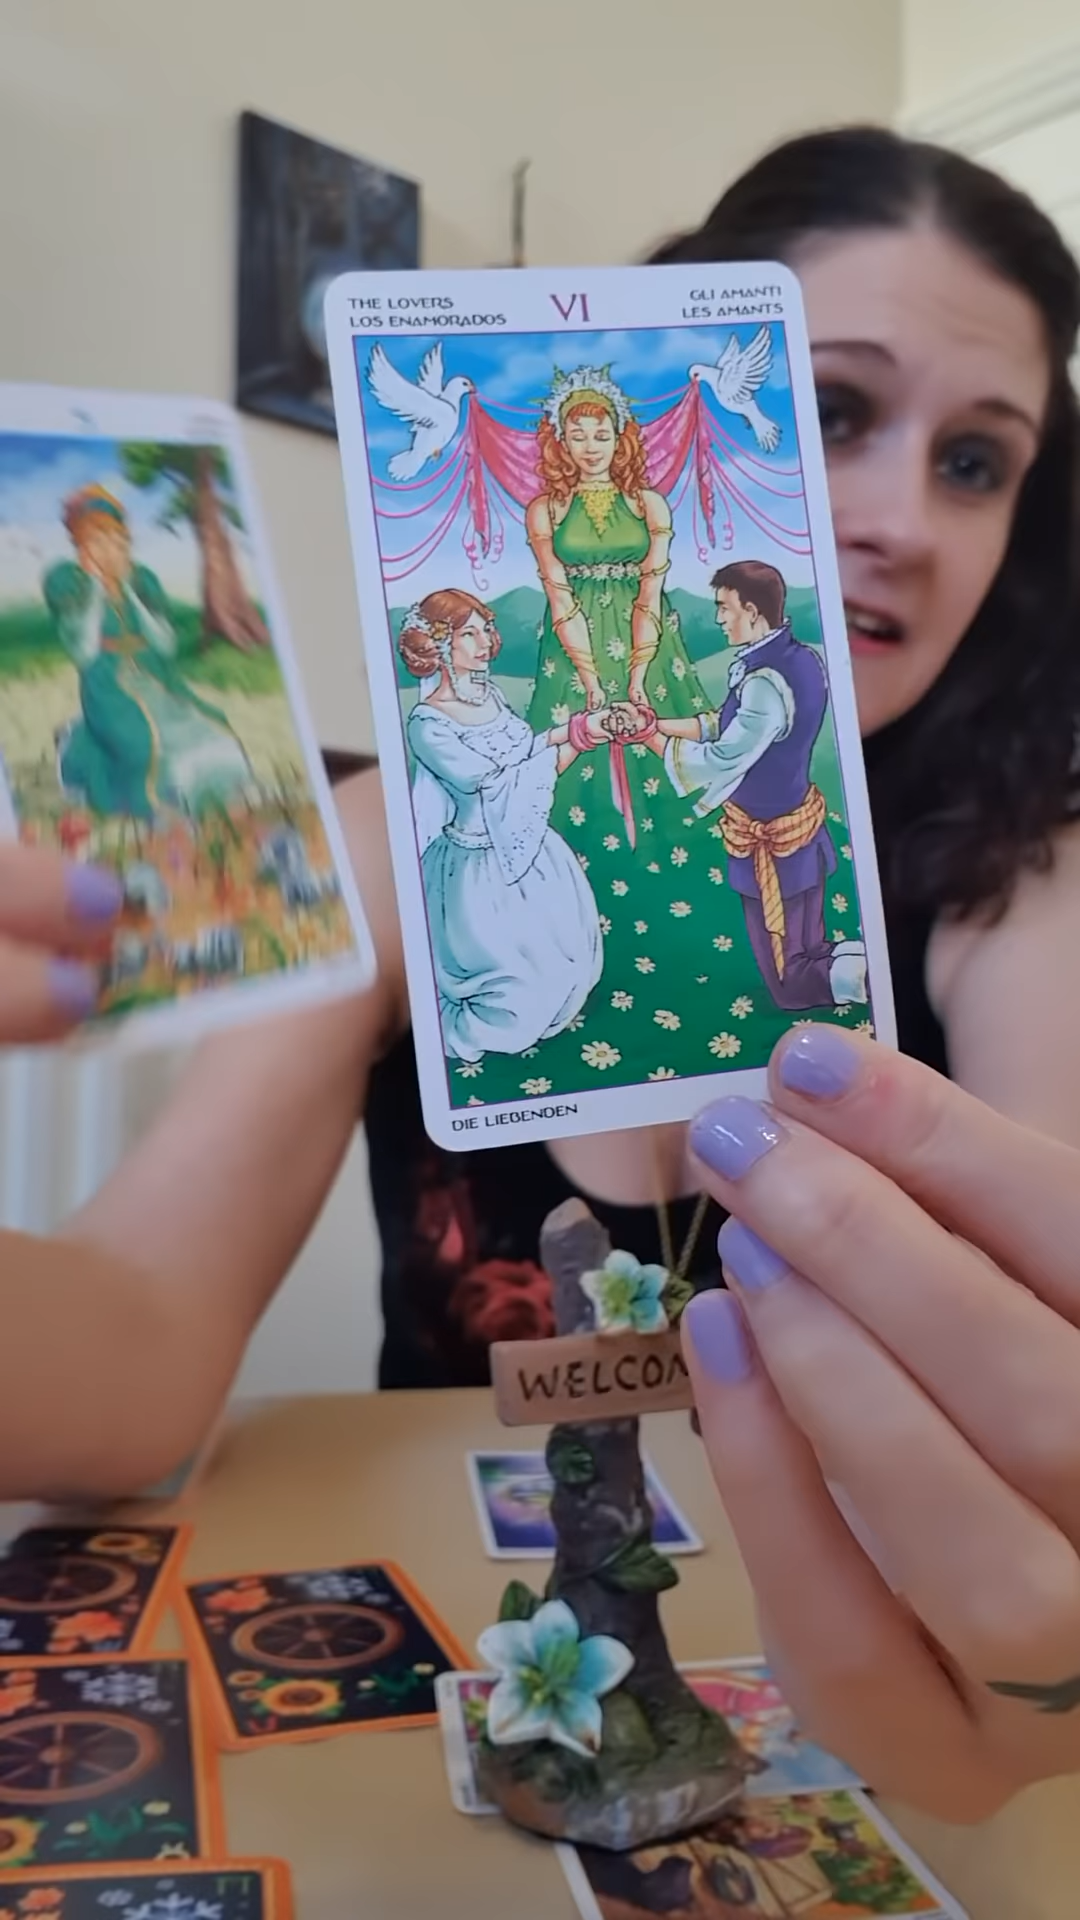 THE LOVERS
LOS ENAMORADOS
VI
GLI AMANTI
LES AMANTS
DIE LIEBENDEN
WELCOM